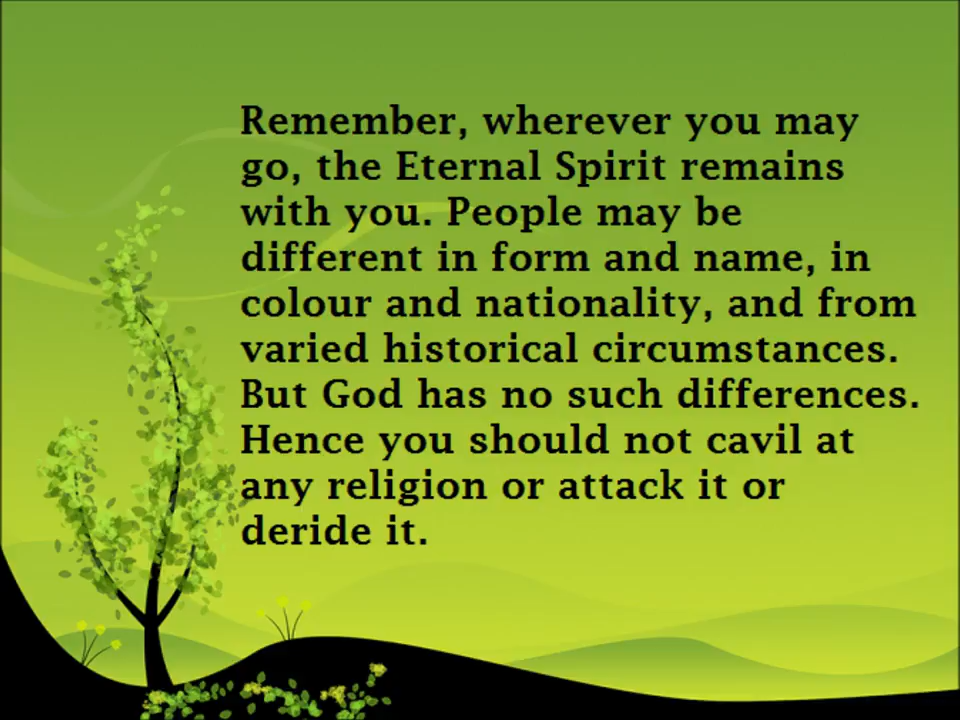 Remember, wherever you may
go, the Eternal Spirit remains
with you. People may be
different in form and name, in
colour and nationality, and from
varied historical circumstances.
But God has no such differences.
Hence you should not cavil at
any religion or attack it or
deride it.